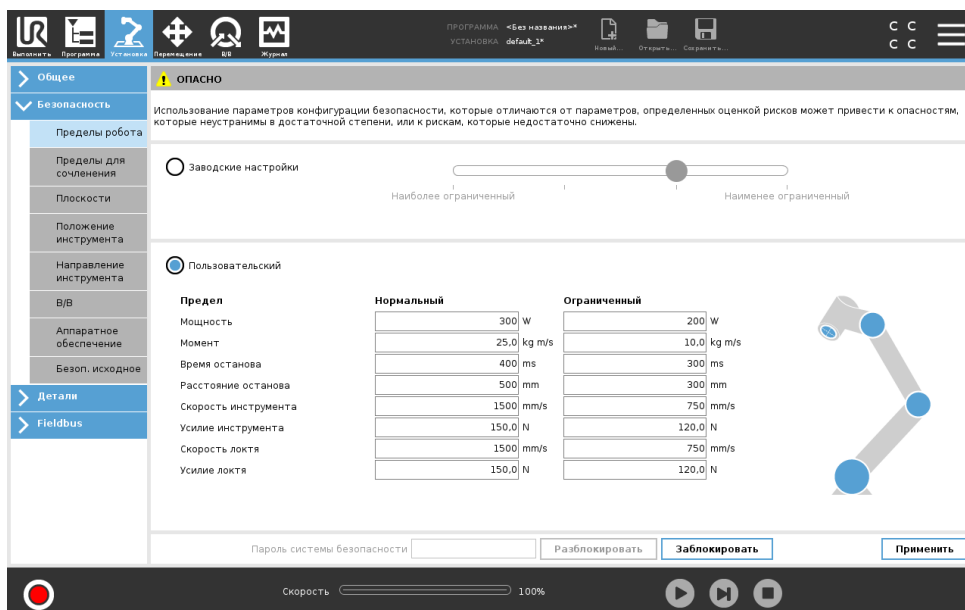 ПРОГРАММА <Без названия>*
УСТАНОВКА default_1*
C C
C C
Выполнить Программа Установка Перемещение В/В Журнал
Новый... Открыть... Сохранить...
Общее
Безопасность
Пределы робота
Пределы для
сочленения
Плоскости
Положение
инструмента
Направление
инструмента
В/В
Аппаратное
обеспечение
Безоп. исходное
Детали
Fieldbus
ОПАСНО
Использование параметров конфигурации безопасности, которые отличаются от параметров, определенных оценкой рисков может привести к опасностям,
которые неустранимы в достаточной степени, или к рискам, которые недостаточно снижены.
Заводские настройки
Наиболее ограниченный Наименее ограниченный
Пользовательский
Предел Нормальный Ограниченный
Мощность 300 W 200 W
Момент 25,0 kg m/s 10,0 kg m/s
Время останова 400 ms 300 ms
Расстояние останова 500 mm 300 mm
Скорость инструмента 1500 mm/s 750 mm/s
Усилие инструмента 150,0 N 120,0 N
Скорость локтя 1500 mm/s 750 mm/s
Усилие локтя 150,0 N 120,0 N
Пароль системы безопасности Разблокировать Заблокировать Применить
Скорость 100%